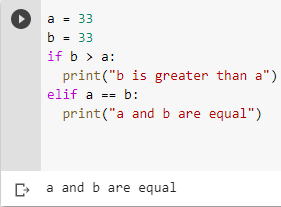 a = 33
b = 33
if b > a:
  print("b is greater than a")
elif a == b:
  print("a and b are equal")
a and b are equal